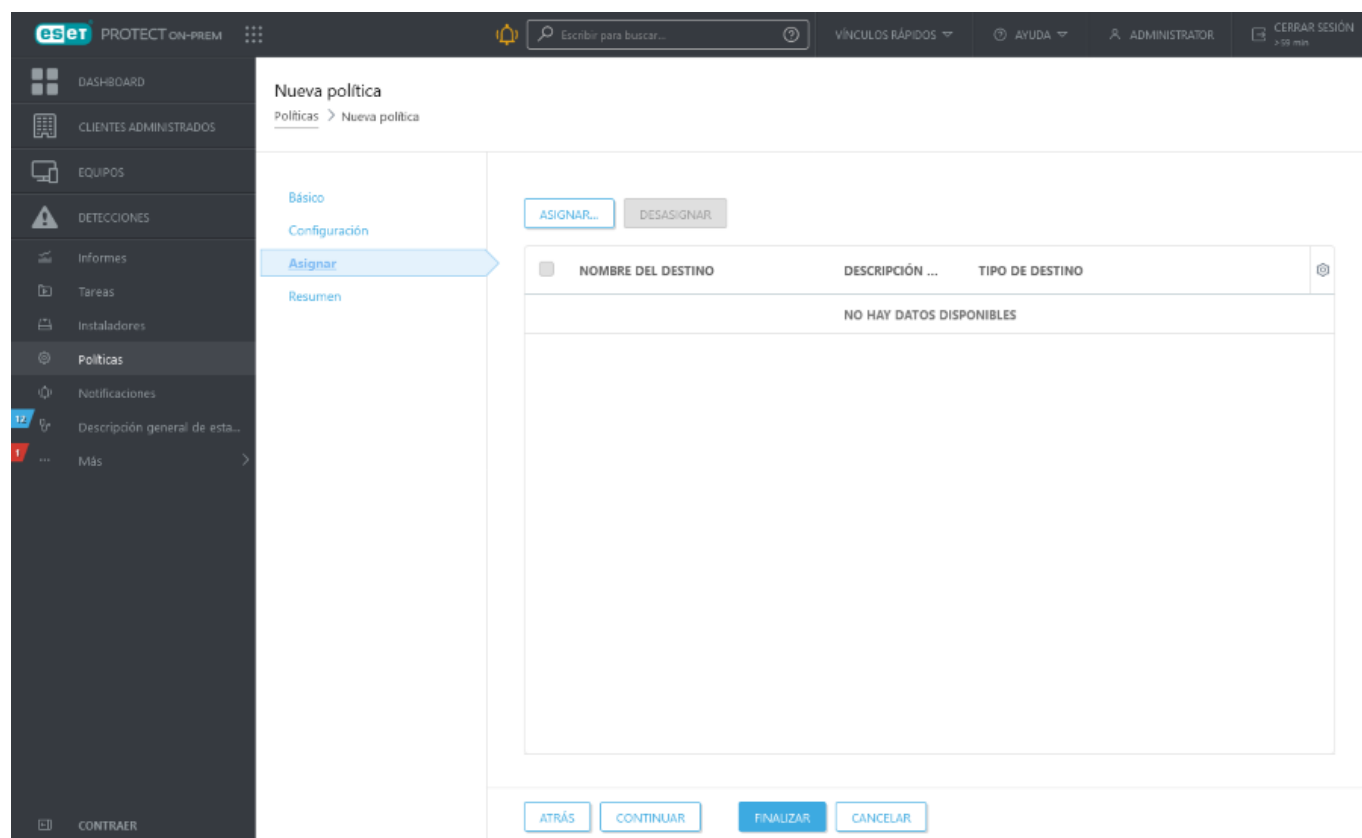 eset PROTECT ON-PREM
Escribir para buscar...
VÍNCULOS RÁPIDOS
AYUDA
ADMINISTRATOR
CERRAR SESIÓN
>59 min
DASHBOARD
CLIENTES ADMINISTRADOS
EQUIPOS
DETECCIONES
Informes
Tareas
Instaladores
Políticas
Notificaciones
12
Descripción general de esta...
1
Más
CONTRAER
Nueva política
Políticas > Nueva política
Básico
Configuración
Asignar
Resumen
ASIGNAR...
DESASIGNAR
NOMBRE DEL DESTINO
DESCRIPCIÓN ...
TIPO DE DESTINO
NO HAY DATOS DISPONIBLES
ATRÁS
CONTINUAR
FINALIZAR
CANCELAR